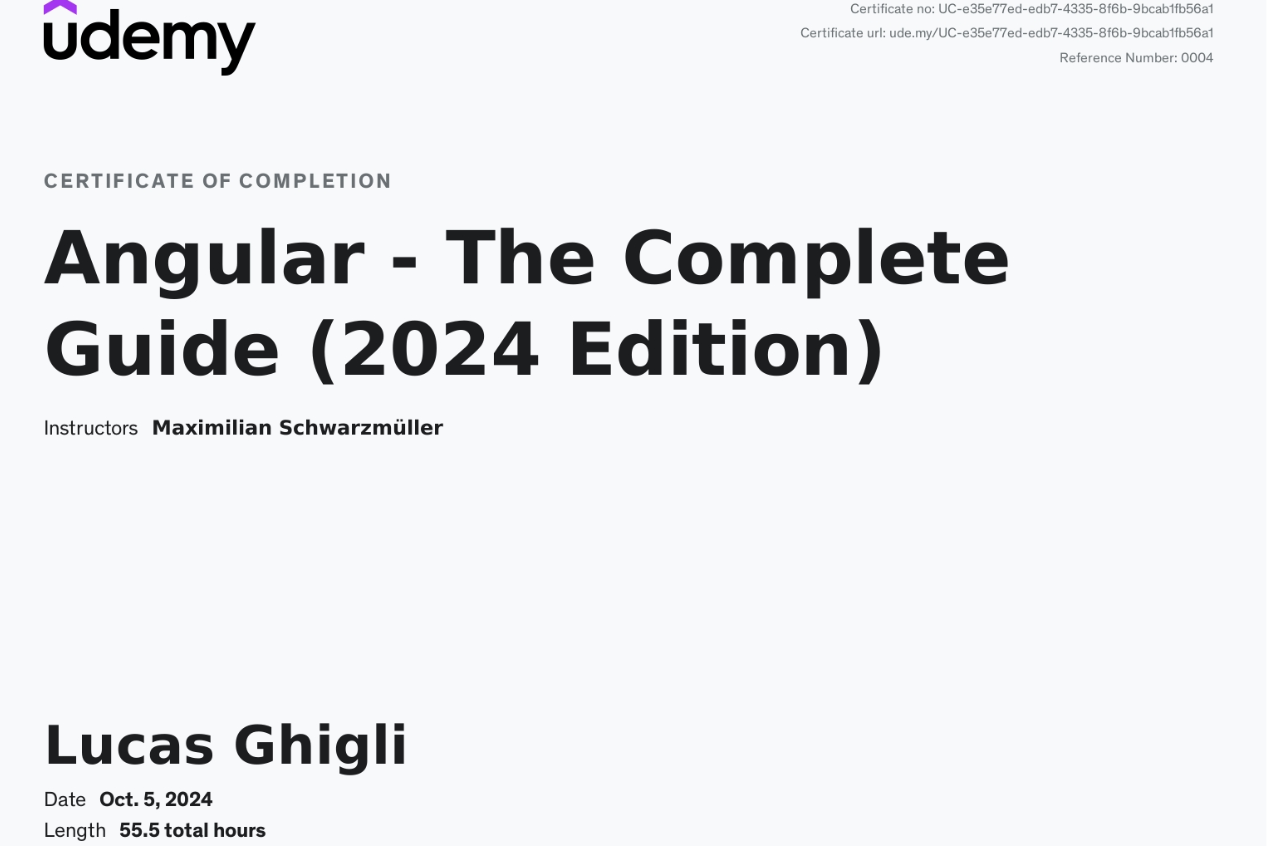 udemy
Certificate no: UC-e35e77ed-edb7-4335-8f6b-9bcab1fb56a1
Certificate url: ude.my/UC-e35e77ed-edb7-4335-8f6b-9bcab1fb56a1
Reference Number: 0004
CERTIFICATE OF COMPLETION
Angular - The Complete
Guide (2024 Edition)
Instructors Maximilian Schwarzmüller
Lucas Ghigli
Date Oct. 5, 2024
Length 55.5 total hours